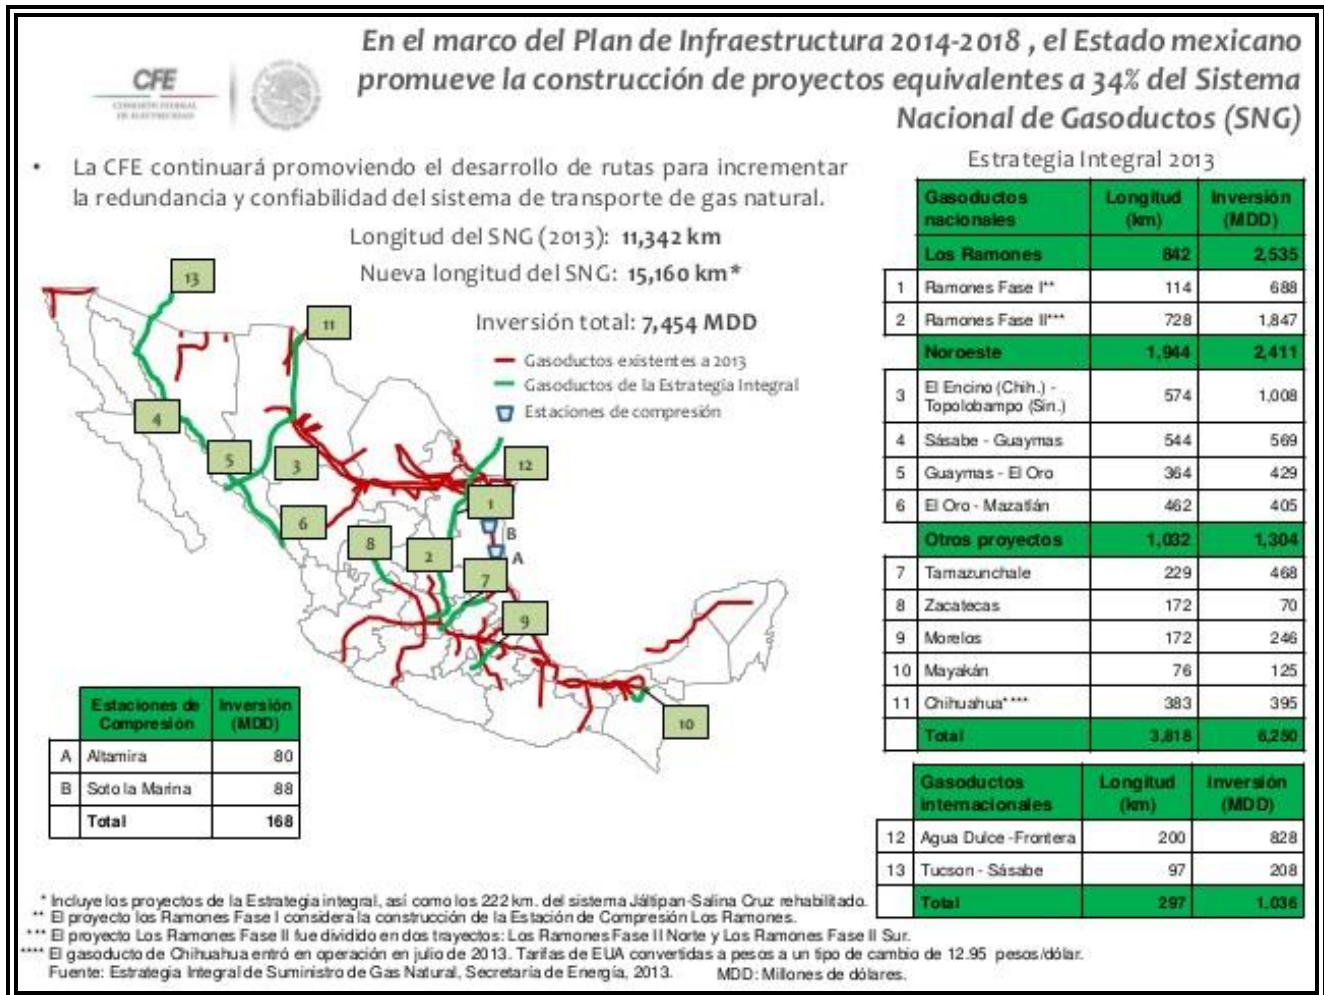 En el marco del Plan de Infraestructura 2014-2018 , el Estado mexicano
promueve la construcción de proyectos equivalentes a 34% del Sistema
Nacional de Gasoductos (SNG)
CFE
COMISIÓN FEDERAL
DE ELECTRICIDAD
• La CFE continuará promoviendo el desarrollo de rutas para incrementar
la redundancia y confiabilidad del sistema de transporte de gas natural.
Longitud del SNG (2013): 11,342 km
Nueva longitud del SNG: 15,160 km*
Inversión total: 7,454 MDD
Gasoductos existentes a 2013
Gasoductos de la Estrategia Integral
Estaciones de compresión
13
11
4
5
3
12
1
6
B
8
2
A
7
9
10
Estaciones de Compresión Inversión (MDD)
A Altamira 80
B Soto la Marina 88
Total 168
Estrategia Integral 2013
Gasoductos nacionales Longitud (km) Inversión (MDD)
Los Ramones 842 2,535
1 Ramones Fase I** 114 688
2 Ramones Fase II*** 728 1,847
Noroeste 1,944 2,411
3 El Encino (Chih.) - Topolobampo (Sin.) 574 1,008
4 Sásabe - Guaymas 544 569
5 Guaymas - El Oro 364 429
6 El Oro - Mazatlán 462 405
Otros proyectos 1,032 1,304
7 Tamazunchale 229 468
8 Zacatecas 172 70
9 Morelos 172 246
10 Mayakán 76 125
11 Chihuahua**** 383 395
Total 3,818 6,250
Gasoductos internacionales Longitud (km) Inversión (MDD)
12 Agua Dulce -Frontera 200 828
13 Tucson - Sásabe 97 208
Total 297 1,036
* Incluye los proyectos de la Estrategia integral, así como los 222 km. del sistema Jáltipan-Salina Cruz rehabilitado.
** El proyecto los Ramones Fase I considera la construcción de la Estación de Compresión Los Ramones.
*** El proyecto Los Ramones Fase II fue dividido en dos trayectos: Los Ramones Fase II Norte y Los Ramones Fase II Sur.
**** El gasoducto de Chihuahua entró en operación en julio de 2013. Tarifas de EUA convertidas a pesos a un tipo de cambio de 12.95 pesos/dólar.
Fuente: Estrategia Integral de Suministro de Gas Natural, Secretaría de Energía, 2013. MDD: Millones de dólares.